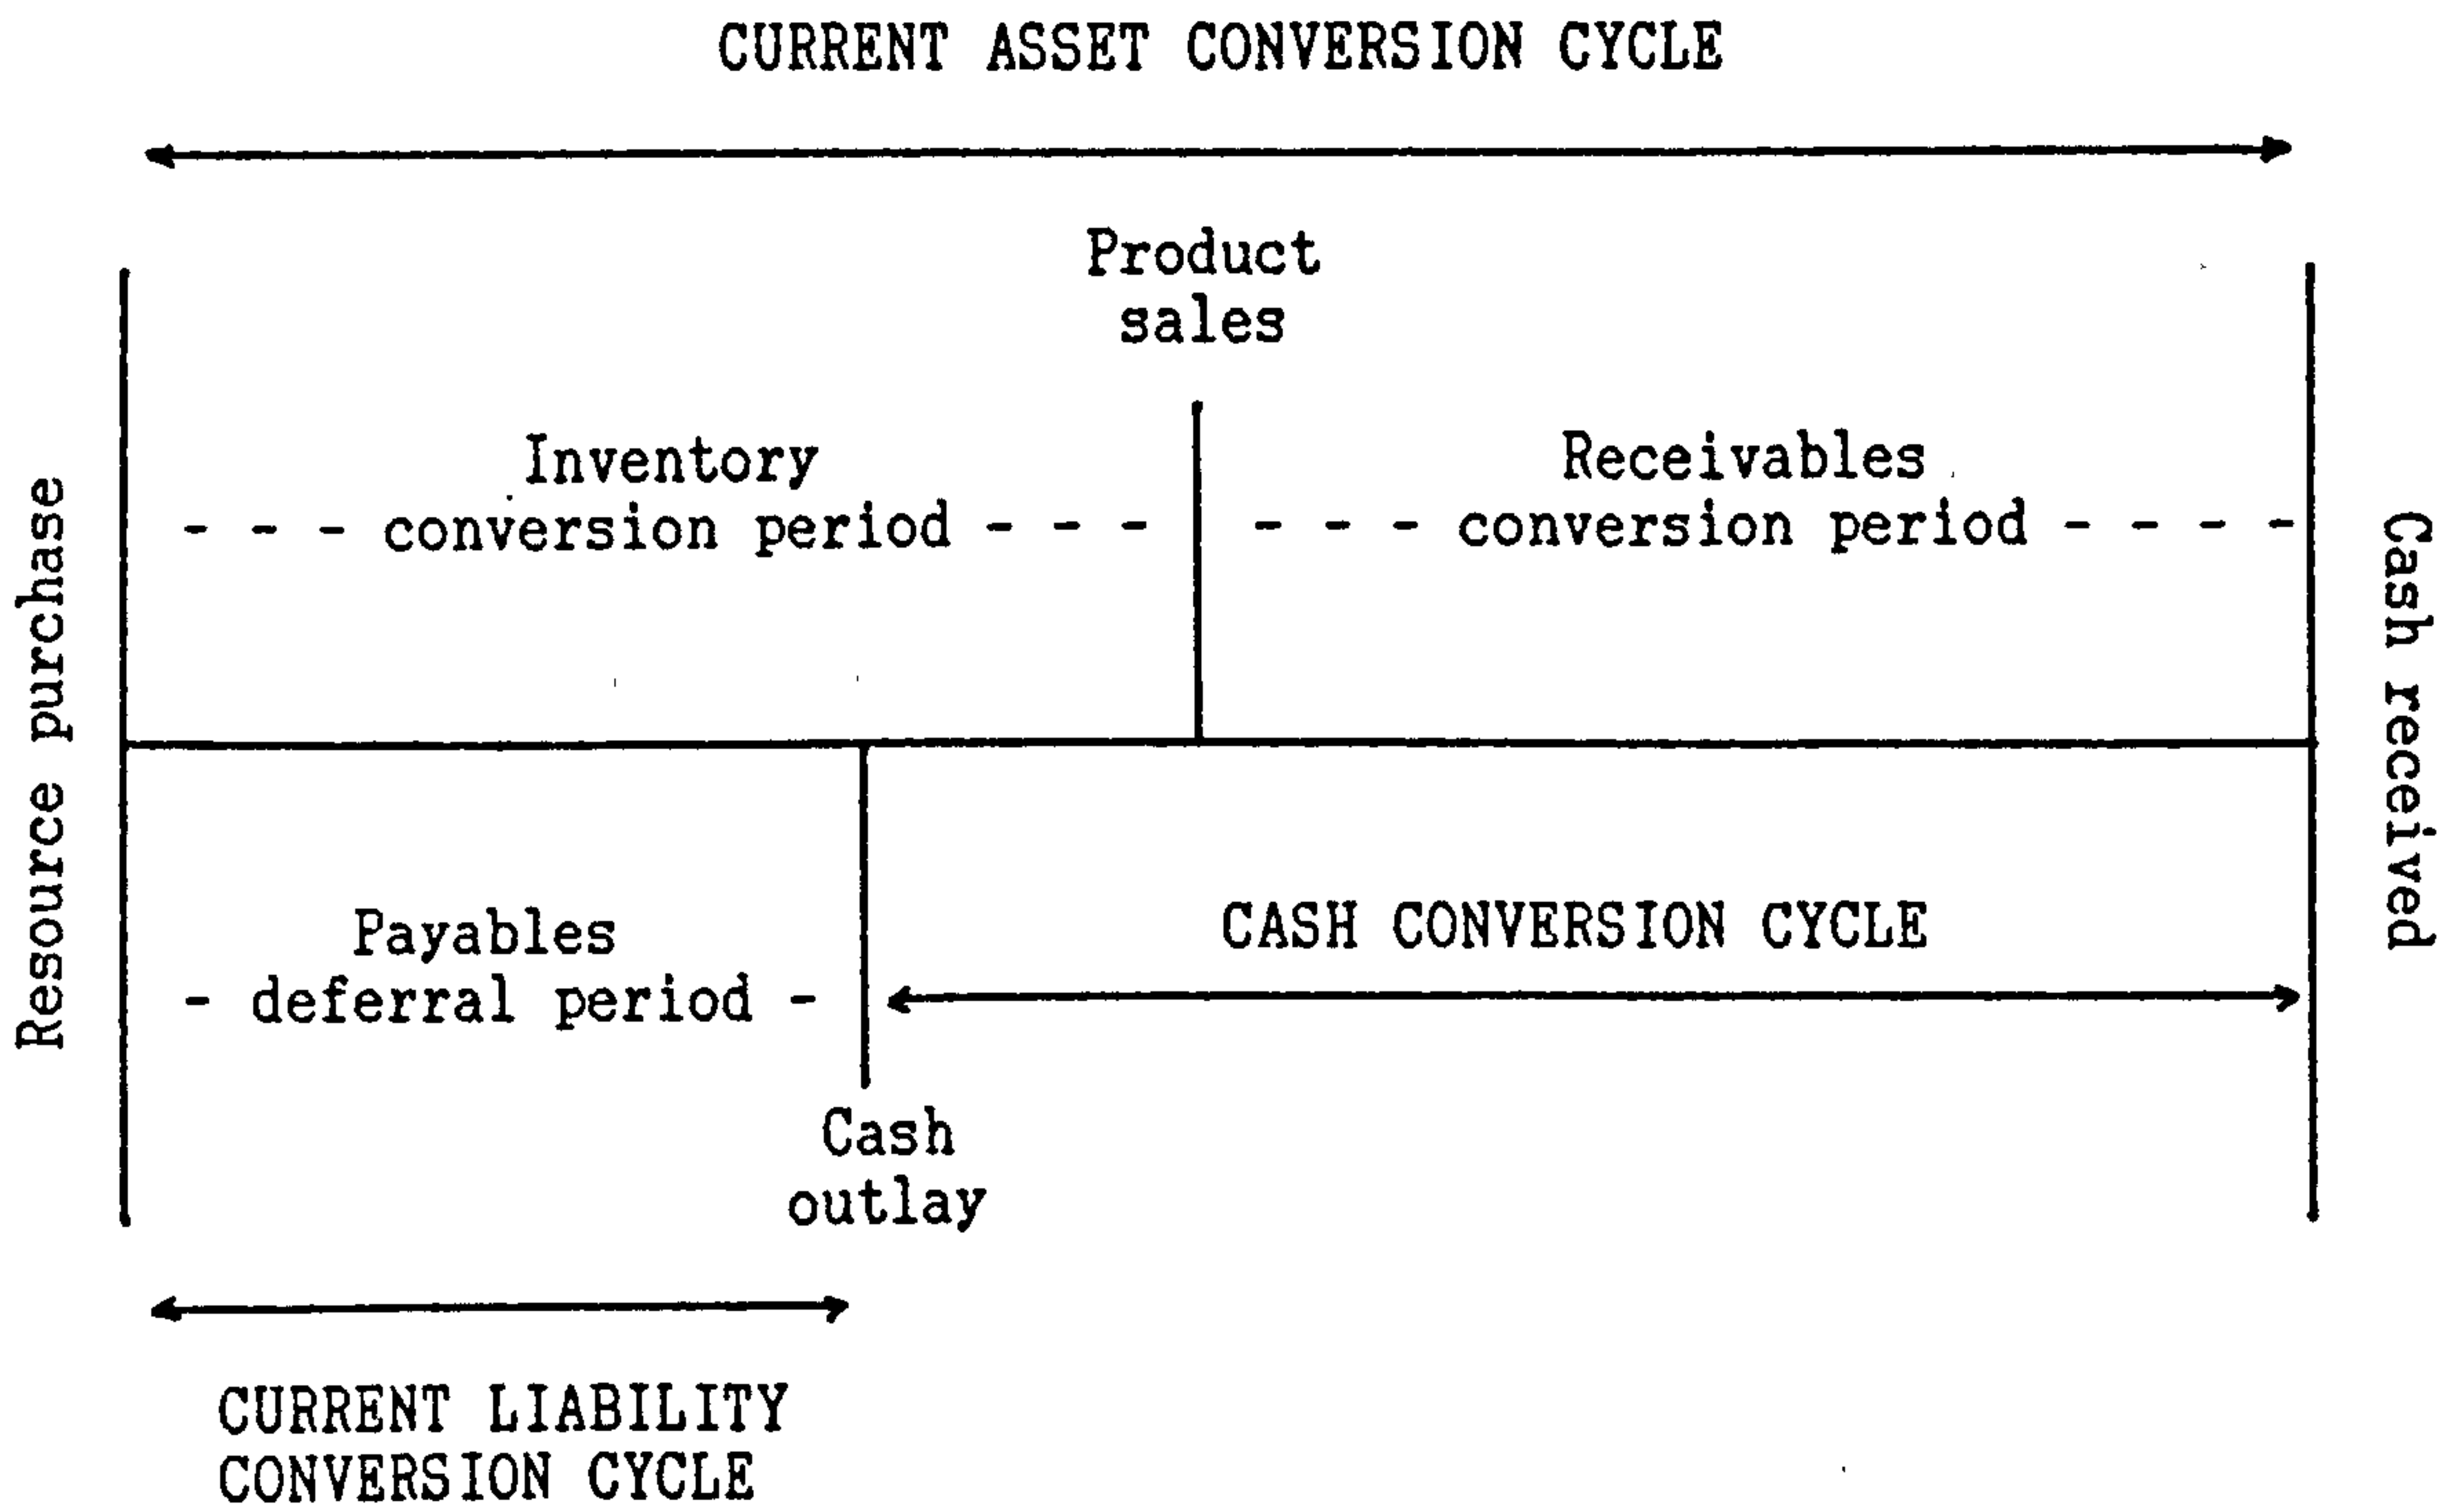 CURRENT ASSET CONVERSION CYCLE
Product
sales
Inventory
- - - conversion period - - -
Receivables
- - - conversion period - - - -
Resource purchase
Cash received
Payables
- deferral period -
CASH CONVERSION CYCLE
Cash
outlay
CURRENT LIABILITY
CONVERSION CYCLE